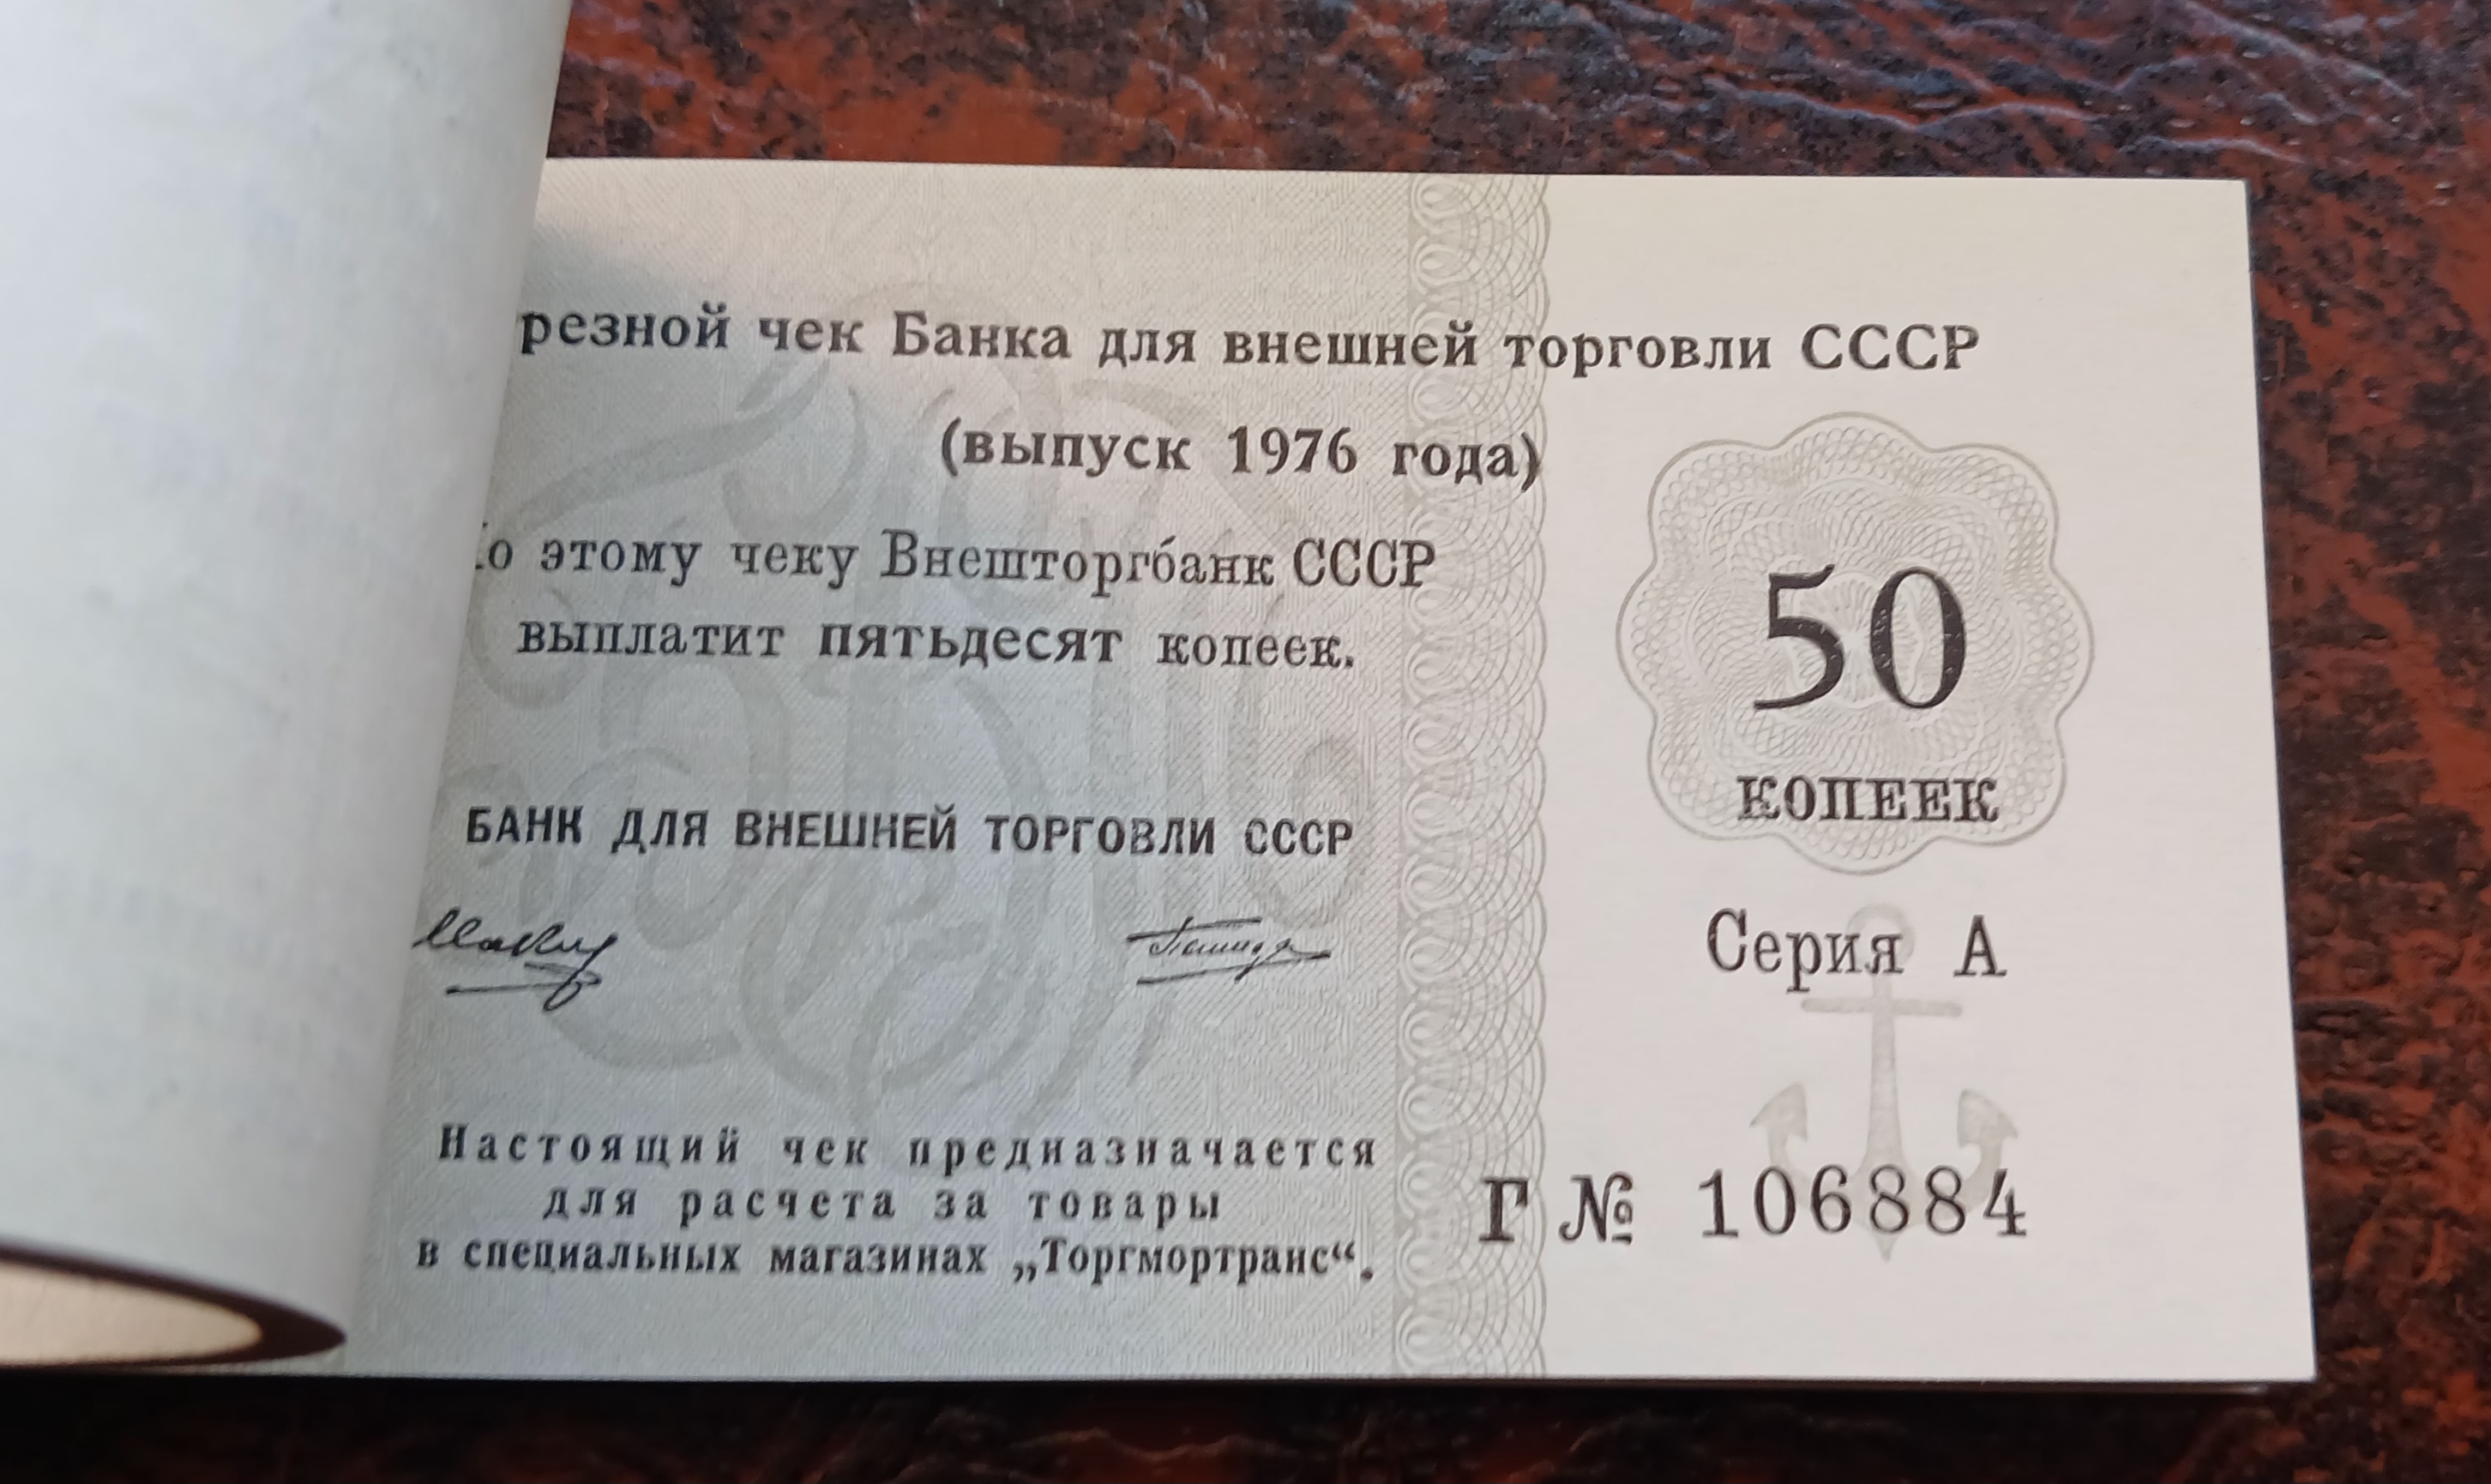 резной чек Банка для внешней торговли СССР
(выпуск 1976 года)
о этому чеку Внешторгбанк СССР
выплатит пятьдесят копеек.
50
КОПЕЕК
БАНК ДЛЯ ВНЕШНЕЙ ТОРГОВЛИ СССР
Серия А
Настоящий чек предназначается
для расчета за товары
в специальных магазинах „Торгмортранс“.
Г № 106884